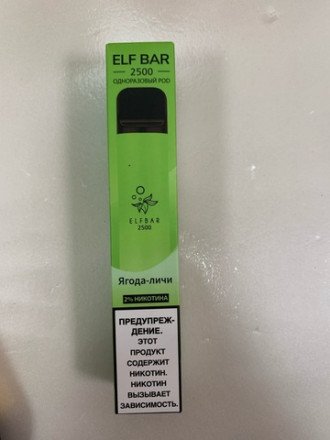 ELF BAR
2500
ОДНОРАЗОВЫЙ POD
ELFBAR
2500
Ягода-личи
2% НИКОТИНА
ПРЕДУПРЕЖ-
ДЕНИЕ.
ЭТОТ
ПРОДУКТ
СОДЕРЖИТ
НИКОТИН.
НИКОТИН
ВЫЗЫВАЕТ
ЗАВИСИМОСТЬ.